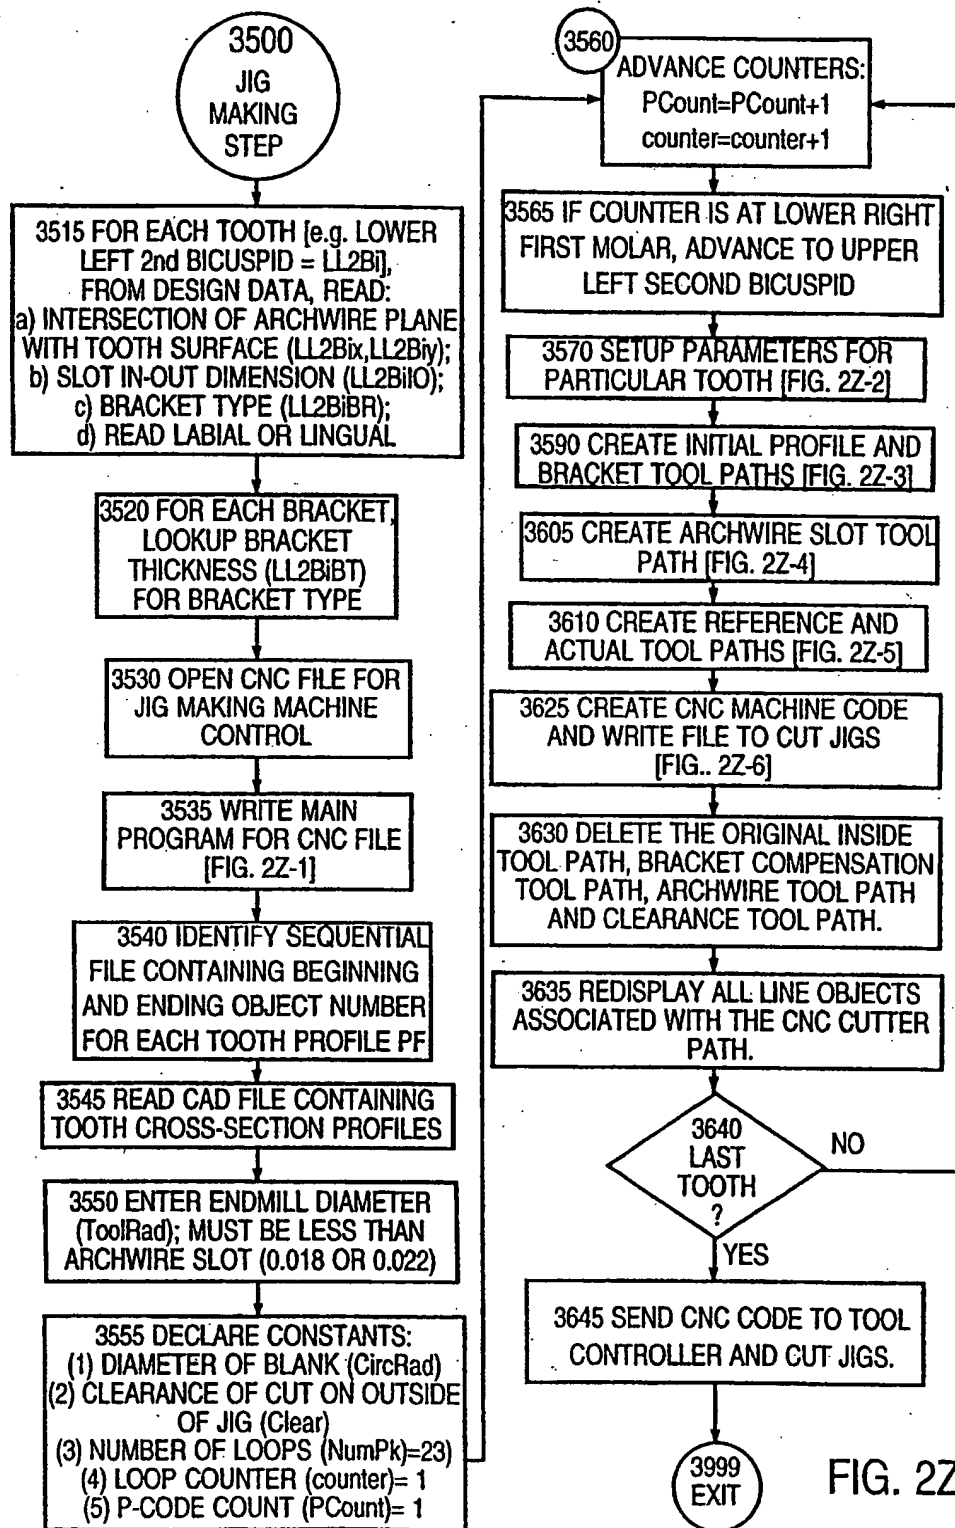 3500
JIG
MAKING
STEP
3515 FOR EACH TOOTH [e.g. LOWER
LEFT 2nd BICUSPID = LL2Bi],
FROM DESIGN DATA, READ:
a) INTERSECTION OF ARCHWIRE PLANE
WITH TOOTH SURFACE (LL2Bix,LL2Biy);
b) SLOT IN-OUT DIMENSION (LL2BiIO);
c) BRACKET TYPE (LL2BiBR);
d) READ LABIAL OR LINGUAL
3520 FOR EACH BRACKET,
LOOKUP BRACKET
THICKNESS (LL2BiBT)
FOR BRACKET TYPE
3530 OPEN CNC FILE FOR
JIG MAKING MACHINE
CONTROL
3535 WRITE MAIN
PROGRAM FOR CNC FILE
[FIG. 2Z-1]
3540 IDENTIFY SEQUENTIAL
FILE CONTAINING BEGINNING
AND ENDING OBJECT NUMBER
FOR EACH TOOTH PROFILE PF
3545 READ CAD FILE CONTAINING
TOOTH CROSS-SECTION PROFILES
3550 ENTER ENDMILL DIAMETER
(ToolRad); MUST BE LESS THAN
ARCHWIRE SLOT (0.018 OR 0.022)
3555 DECLARE CONSTANTS:
(1) DIAMETER OF BLANK (CircRad)
(2) CLEARANCE OF CUT ON OUTSIDE
OF JIG (Clear)
(3) NUMBER OF LOOPS (NumPk)=23)
(4) LOOP COUNTER (counter)= 1
(5) P-CODE COUNT (PCount)= 1
3560
ADVANCE COUNTERS:
PCount=PCount+1
counter=counter+1
3565 IF COUNTER IS AT LOWER RIGHT
FIRST MOLAR, ADVANCE TO UPPER
LEFT SECOND BICUSPID
3570 SETUP PARAMETERS FOR
PARTICULAR TOOTH [FIG. 2Z-2]
3590 CREATE INITIAL PROFILE AND
BRACKET TOOL PATHS [FIG. 2Z-3]
3605 CREATE ARCHWIRE SLOT TOOL
PATH [FIG. 2Z-4]
3610 CREATE REFERENCE AND
ACTUAL TOOL PATHS [FIG. 2Z-5]
3625 CREATE CNC MACHINE CODE
AND WRITE FILE TO CUT JIGS
[FIG.. 2Z-6]
3630 DELETE THE ORIGINAL INSIDE
TOOL PATH, BRACKET COMPENSATION
TOOL PATH, ARCHWIRE TOOL PATH
AND CLEARANCE TOOL PATH.
3635 REDISPLAY ALL LINE OBJECTS
ASSOCIATED WITH THE CNC CUTTER
PATH.
3640
LAST
TOOTH
?
NO
YES
3645 SEND CNC CODE TO TOOL
CONTROLLER AND CUT JIGS.
3999
EXIT
FIG. 2Z